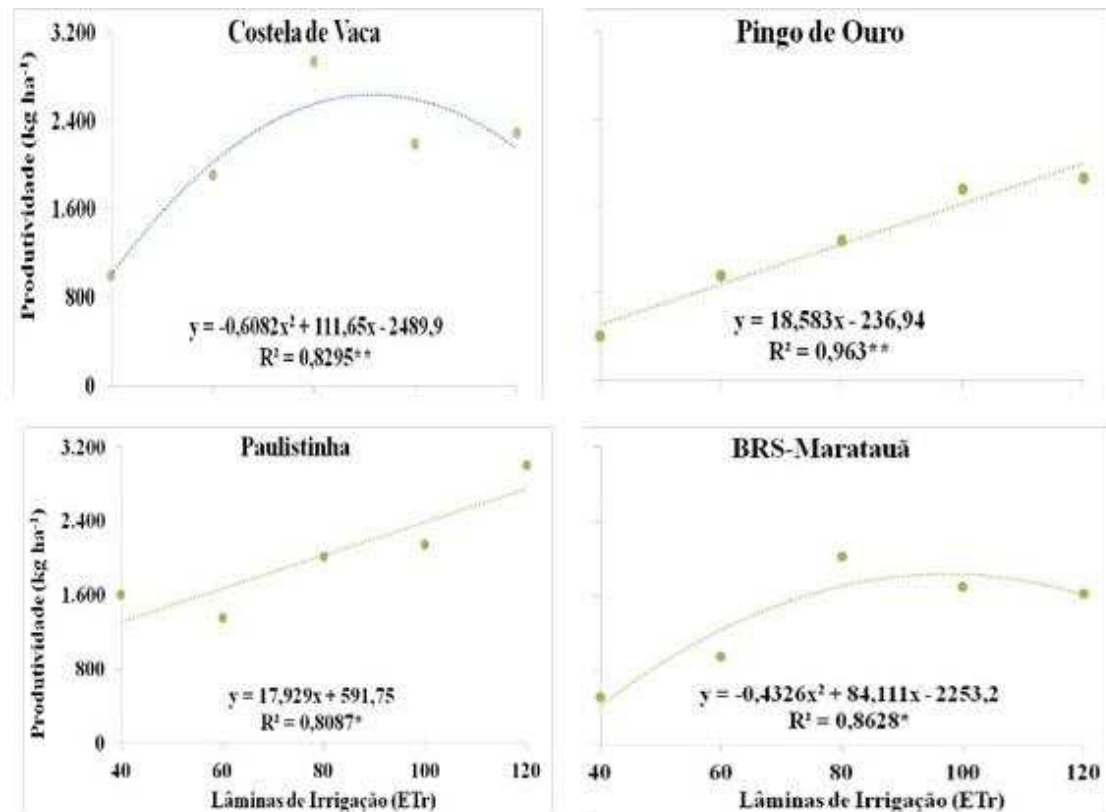 Costela de Vaca
Produtividade (kg ha⁻¹)
3.200
2.400
1.600
800
0
y = -0,6082x² + 111,65x - 2489,9
R² = 0,8295**
Pingo de Ouro
y = 18,583x - 236,94
R² = 0,963**
Paulistinha
Produtividade (kg ha⁻¹)
3.200
2.400
1.600
800
0
y = 17,929x + 591,75
R² = 0,8087*
40 60 80 100 120
Lâminas de Irrigação (ETr)
BRS-Maratauã
y = -0,4326x² + 84,111x - 2253,2
R² = 0,8628*
40 60 80 100 120
Lâminas de Irrigação (ETr)